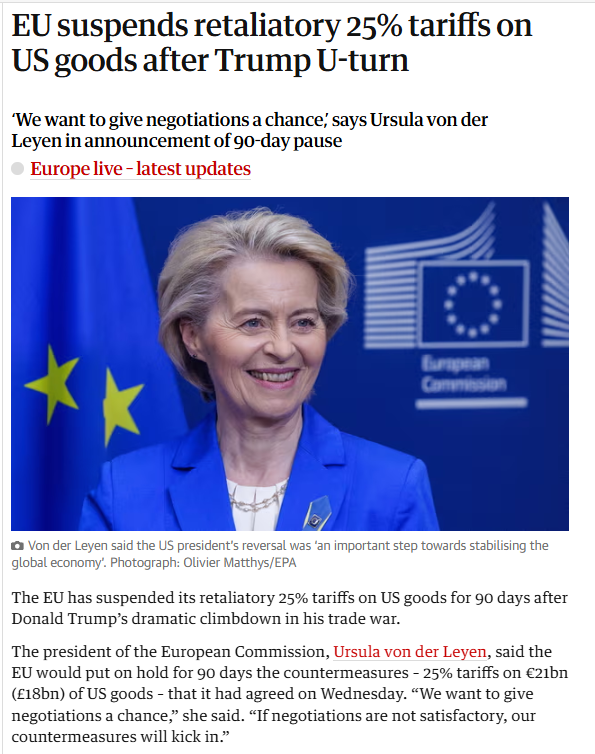 EU suspends retaliatory 25% tariffs on
US goods after Trump U-turn
‘We want to give negotiations a chance,’ says Ursula von der
Leyen in announcement of 90-day pause
Europe live – latest updates
European
Commission
Von der Leyen said the US president’s reversal was ‘an important step towards stabilising the
global economy’. Photograph: Olivier Matthys/EPA
The EU has suspended its retaliatory 25% tariffs on US goods for 90 days after
Donald Trump’s dramatic climbdown in his trade war.
The president of the European Commission, Ursula von der Leyen, said the
EU would put on hold for 90 days the countermeasures – 25% tariffs on €21bn
(£18bn) of US goods – that it had agreed on Wednesday. “We want to give
negotiations a chance,” she said. “If negotiations are not satisfactory, our
countermeasures will kick in.”